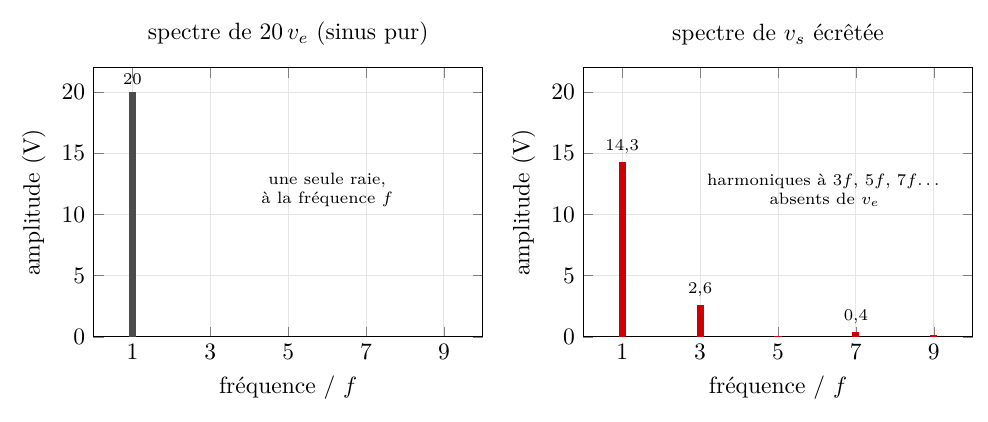 spectre de 20 v_e (sinus pur)
20
20
15
10
5
0
amplitude (V)
une seule raie,
à la fréquence f
1 3 5 7 9
fréquence / f
spectre de v_s écrêtée
20
15
10
5
0
amplitude (V)
14,3
harmoniques à 3f, 5f, 7f...
absents de v_e
2,6
0,4
1 3 5 7 9
fréquence / f